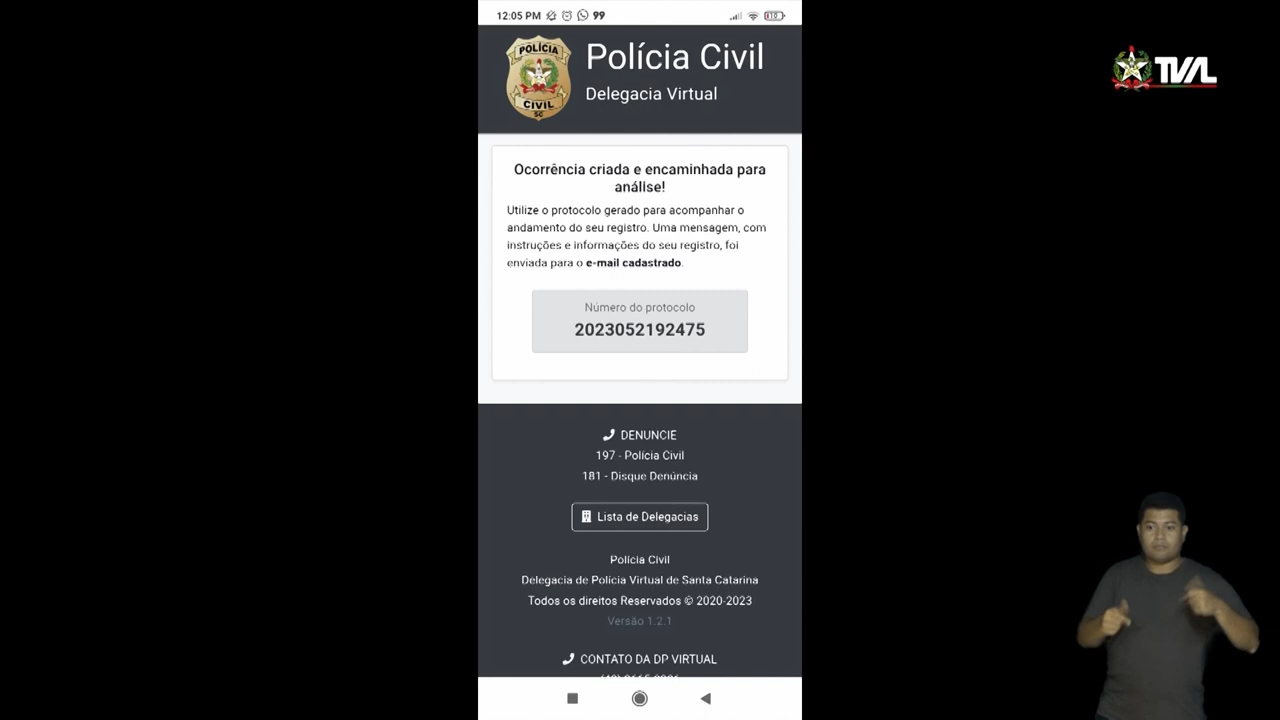 12:05 PM 99 10
POLÍCIA
CIVIL
SC
Polícia Civil
Delegacia Virtual
TVAL
Ocorrência criada e encaminhada para
análise!
Utilize o protocolo gerado para acompanhar o
andamento do seu registro. Uma mensagem, com
instruções e informações do seu registro, foi
enviada para o e-mail cadastrado.
Número do protocolo
2023052192475
DENUNCIE
197 - Polícia Civil
181 - Disque Denúncia
Lista de Delegacias
Polícia Civil
Delegacia de Polícia Virtual de Santa Catarina
Todos os direitos Reservados © 2020-2023
Versão 1.2.1
CONTATO DA DP VIRTUAL